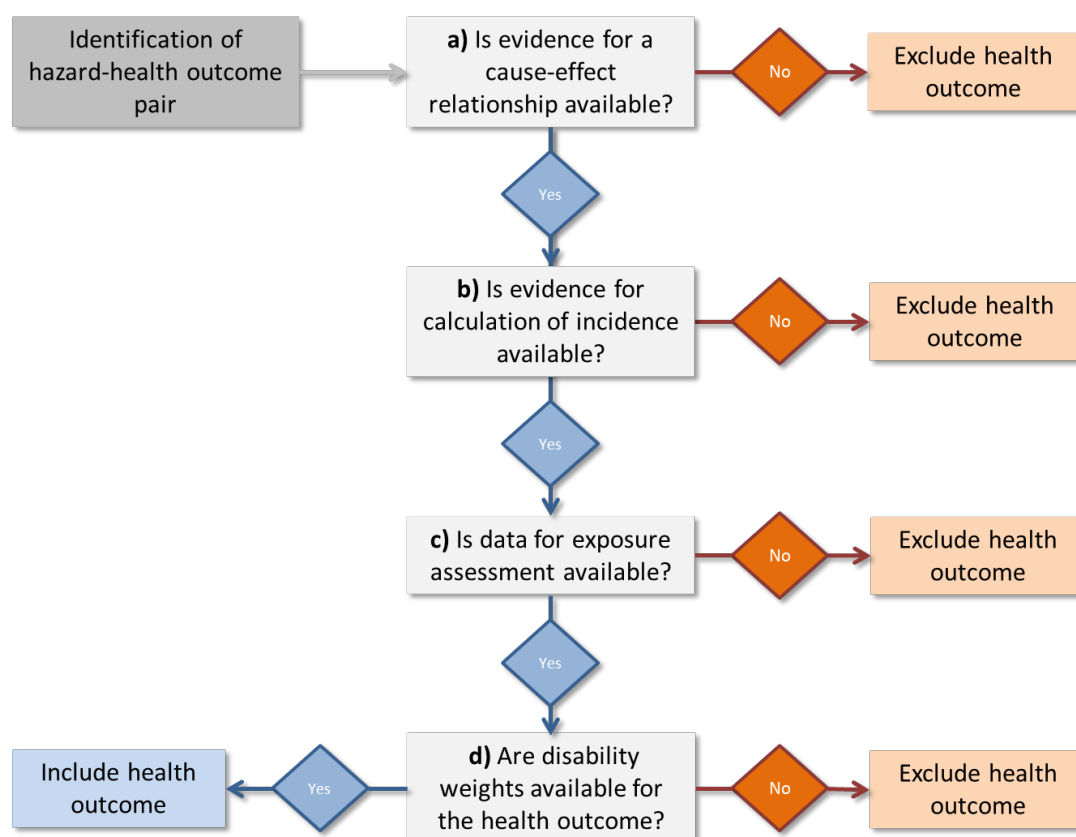 Identification of
hazard-health outcome
pair
a) Is evidence for a
cause-effect
relationship available?
No
Exclude health
outcome
Yes
b) Is evidence for
calculation of incidence
available?
No
Exclude health
outcome
Yes
c) Is data for exposure
assessment available?
No
Exclude health
outcome
Yes
d) Are disability
weights available for
the health outcome?
No
Exclude health
outcome
Yes
Include health
outcome